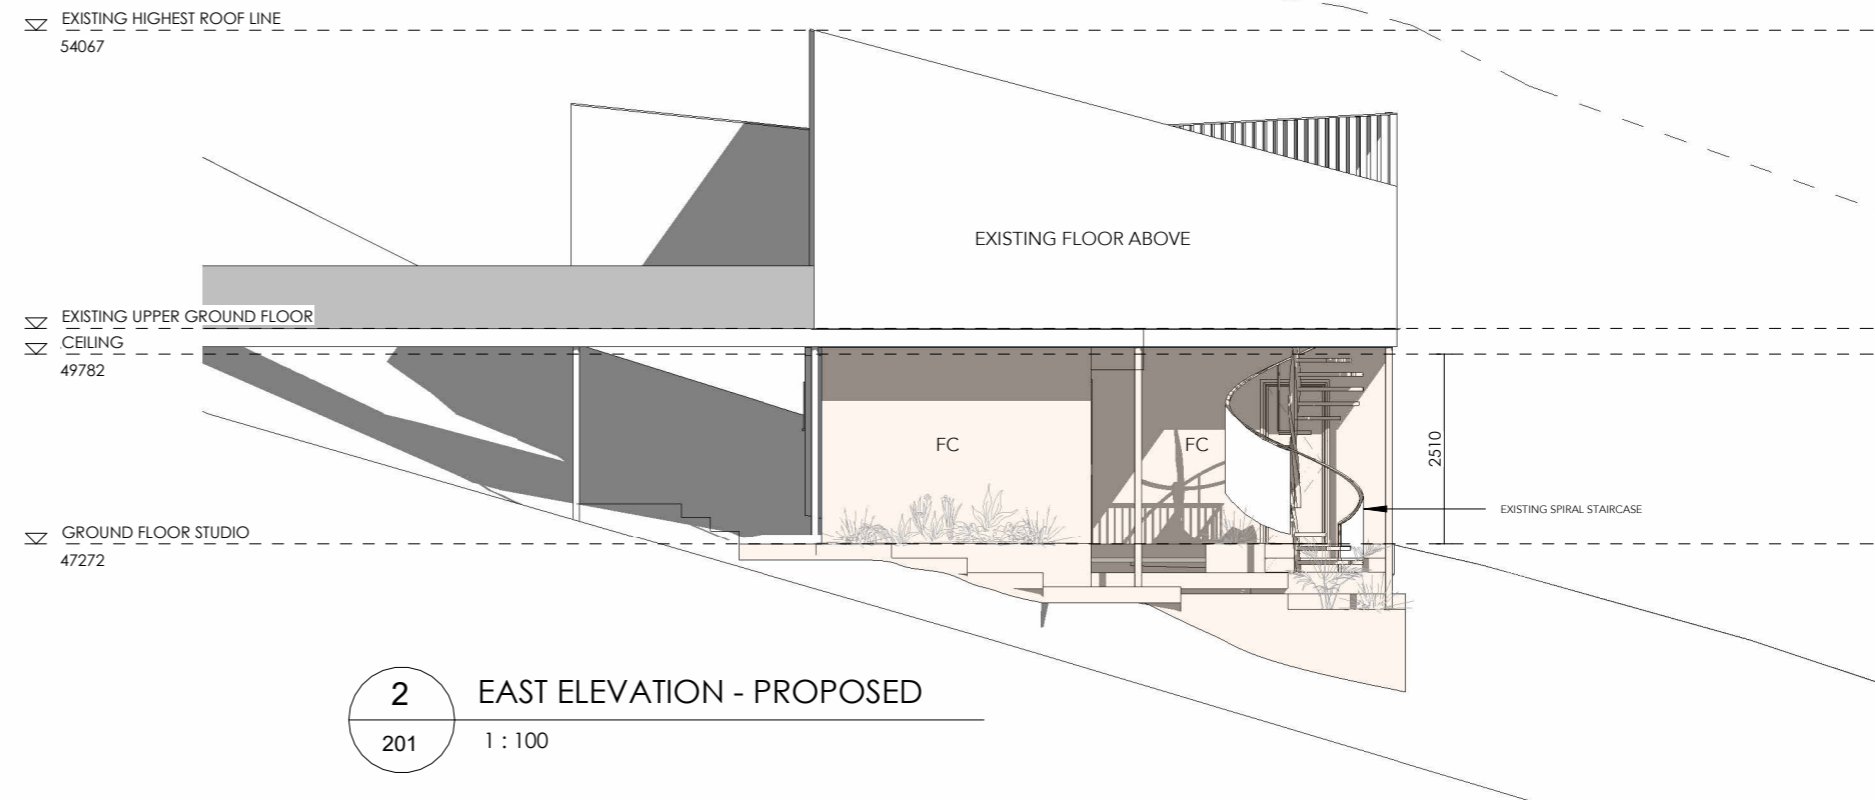 EXISTING HIGHEST ROOF LINE
54067
EXISTING FLOOR ABOVE
EXISTING UPPER GROUND FLOOR
CEILING
49782
FC
FC
2510
EXISTING SPIRAL STAIRCASE
GROUND FLOOR STUDIO
47272
2
EAST ELEVATION - PROPOSED
201
1 : 100